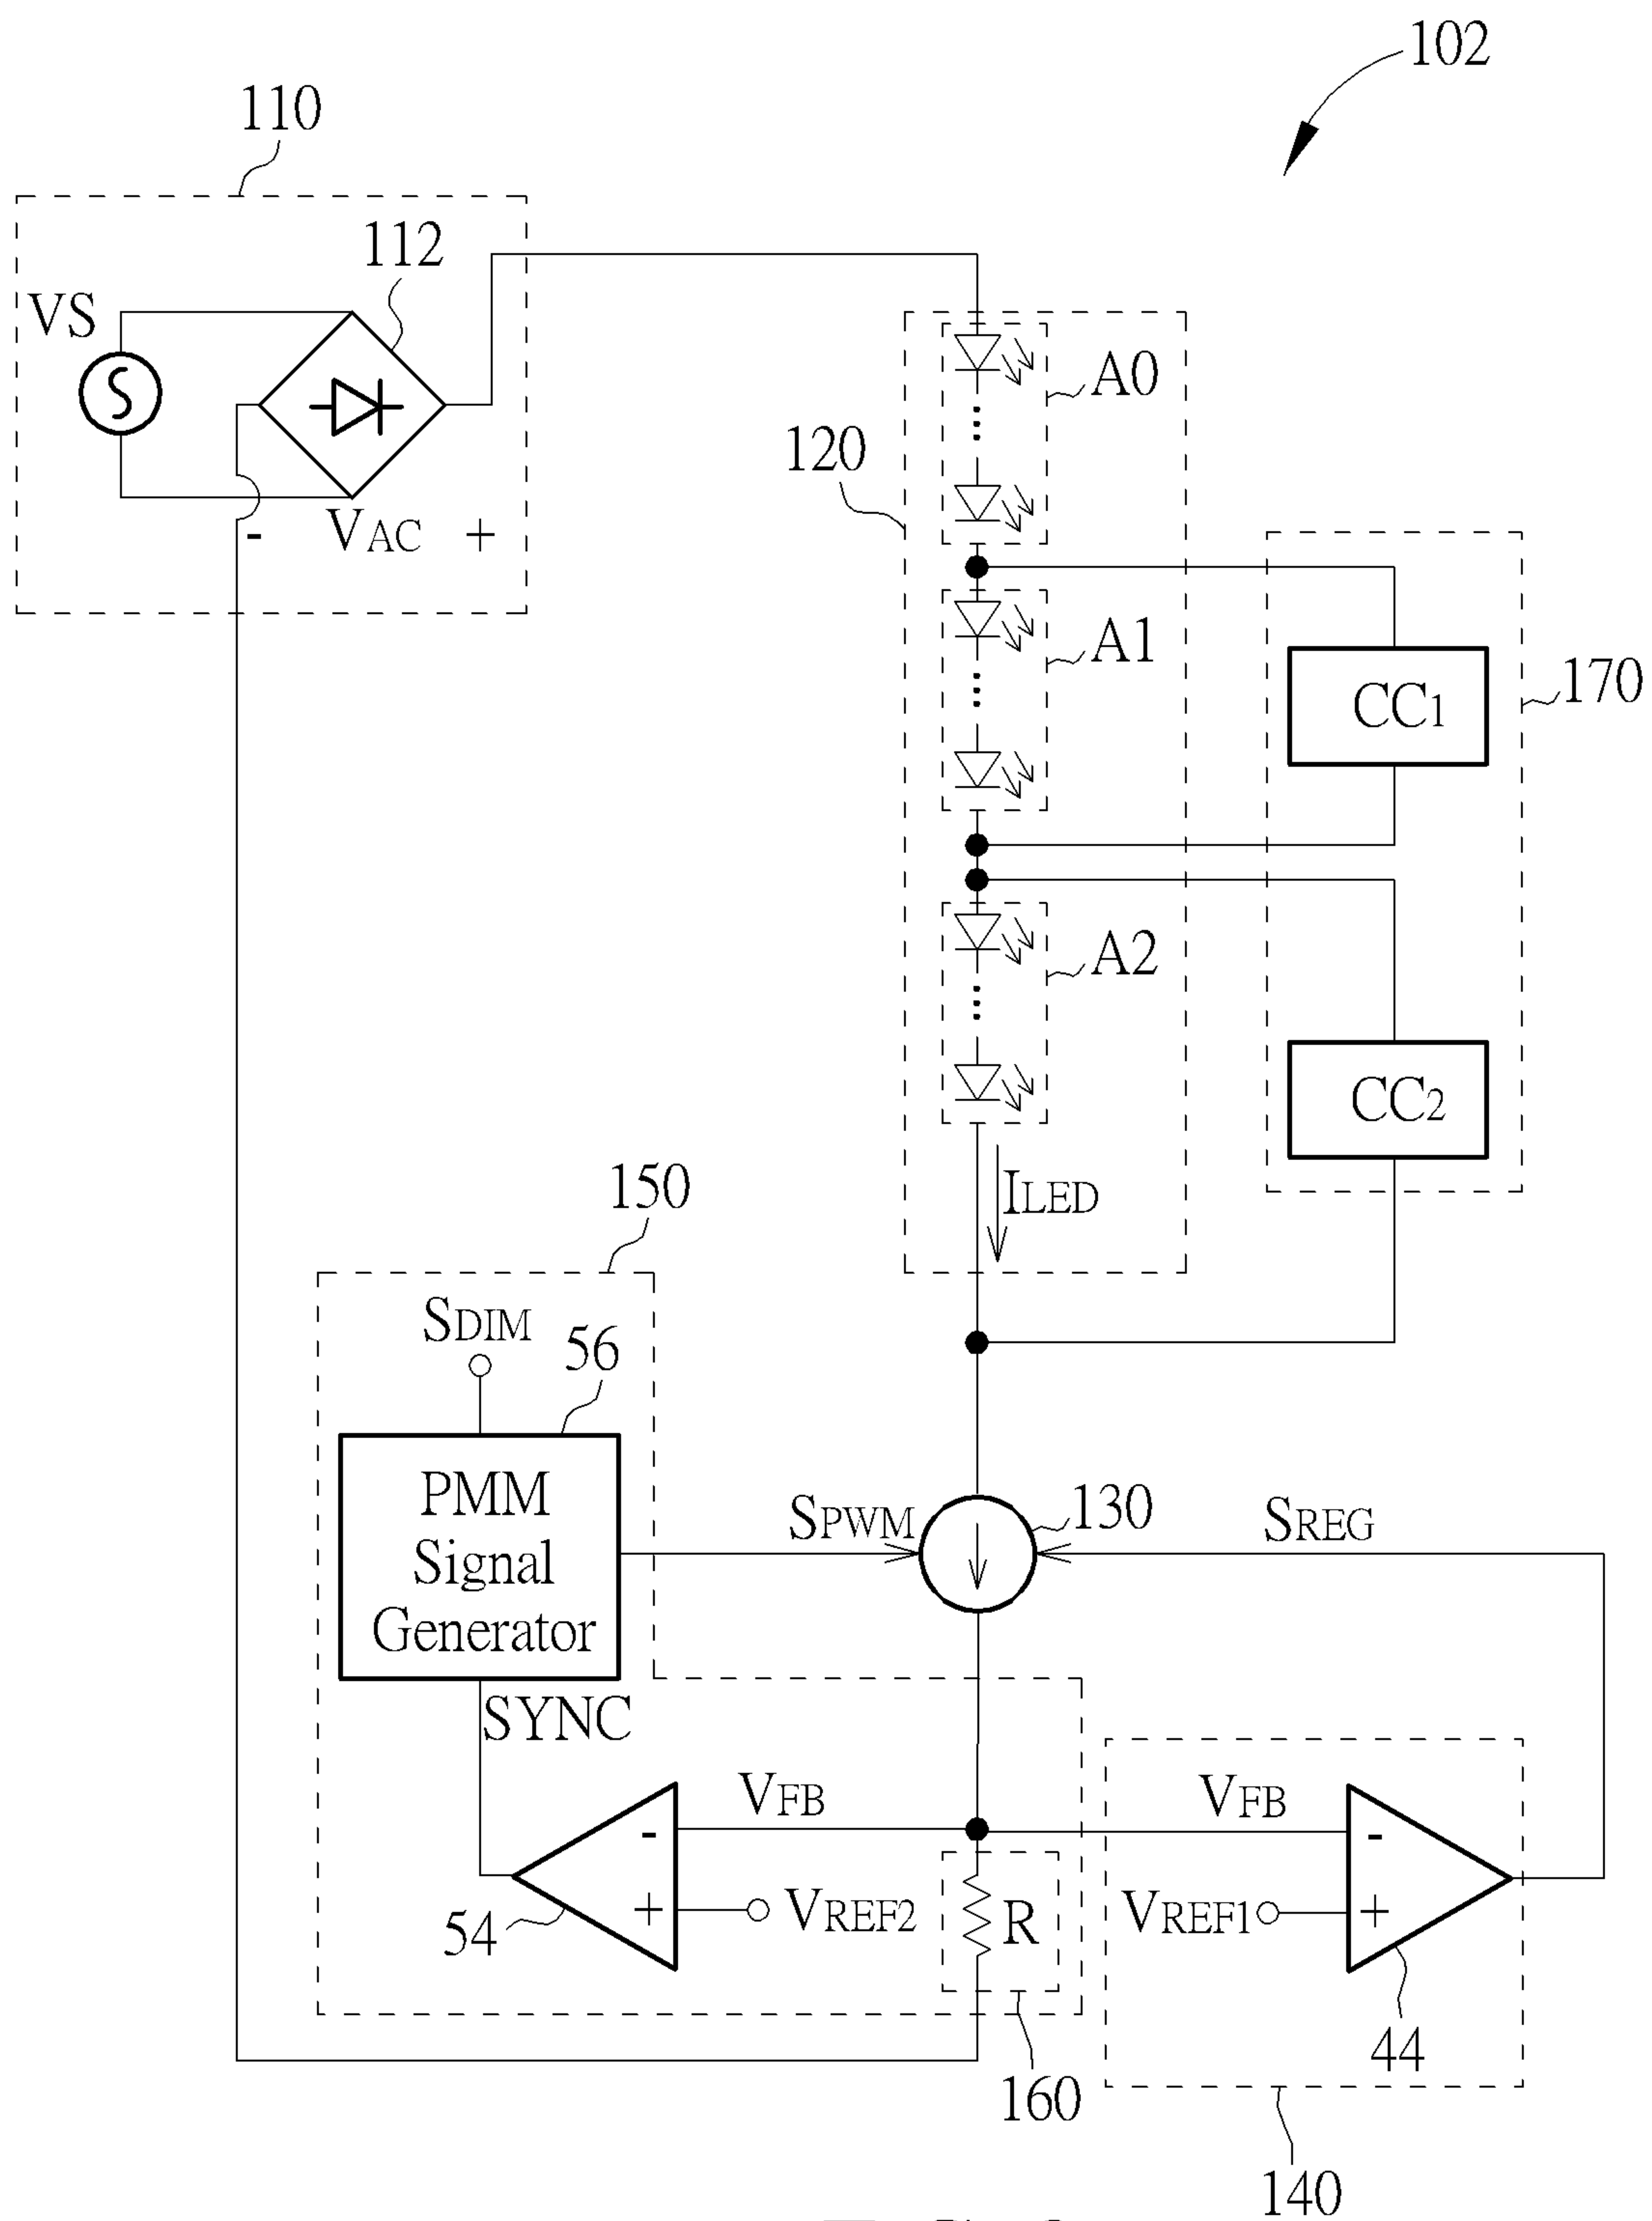 102
110
112
VS
- VAC +
120
A0
A1
A2
170
CC1
CC2
ILED
150
SDIM
56
PMM
Signal
Generator
SPWM
130
SREG
SYNC
VFB
-
+
54
VREF2
R
160
VFB
-
VREF1
+
44
140